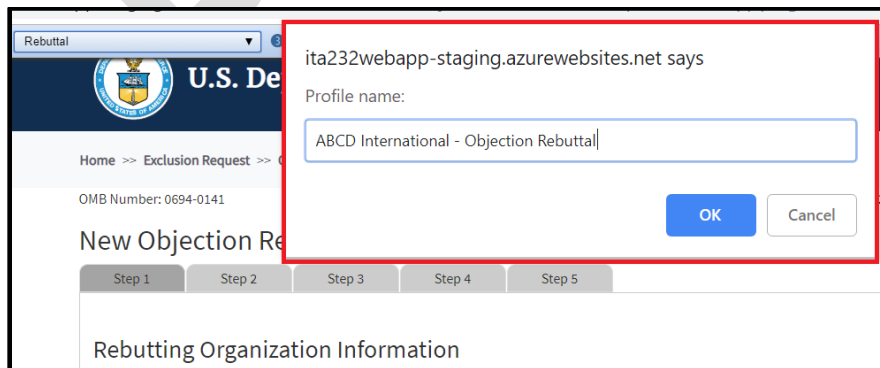 Rebuttal
ita232webapp-staging.azurewebsites.net says
Profile name:
ABCD International - Objection Rebuttal
OK Cancel
U.S. De
Home >> Exclusion Request >>
OMB Number: 0694-0141
New Objection Re
Step 1 Step 2 Step 3 Step 4 Step 5
Rebutting Organization Information